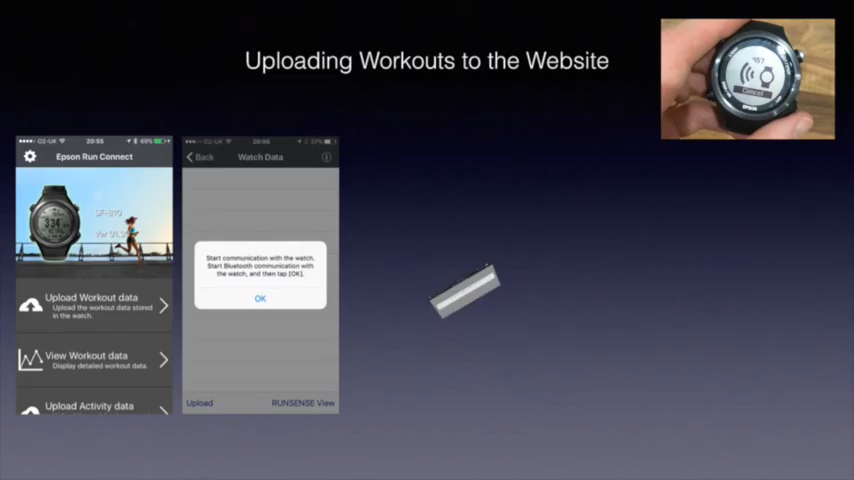 Uploading Workouts to the Website
457
Cancel
EPSON
O2-UK 20:55 69%
Epson Run Connect
SF-810
Upload Workout data
Upload the workout data stored
in the watch.
View Workout data
Display detailed workout data.
Upload Activity data
O2-UK
Back Watch Data
Start communication with the watch.
Start Bluetooth communication with
the watch, and then tap [OK].
OK
Upload RUNSENSE View